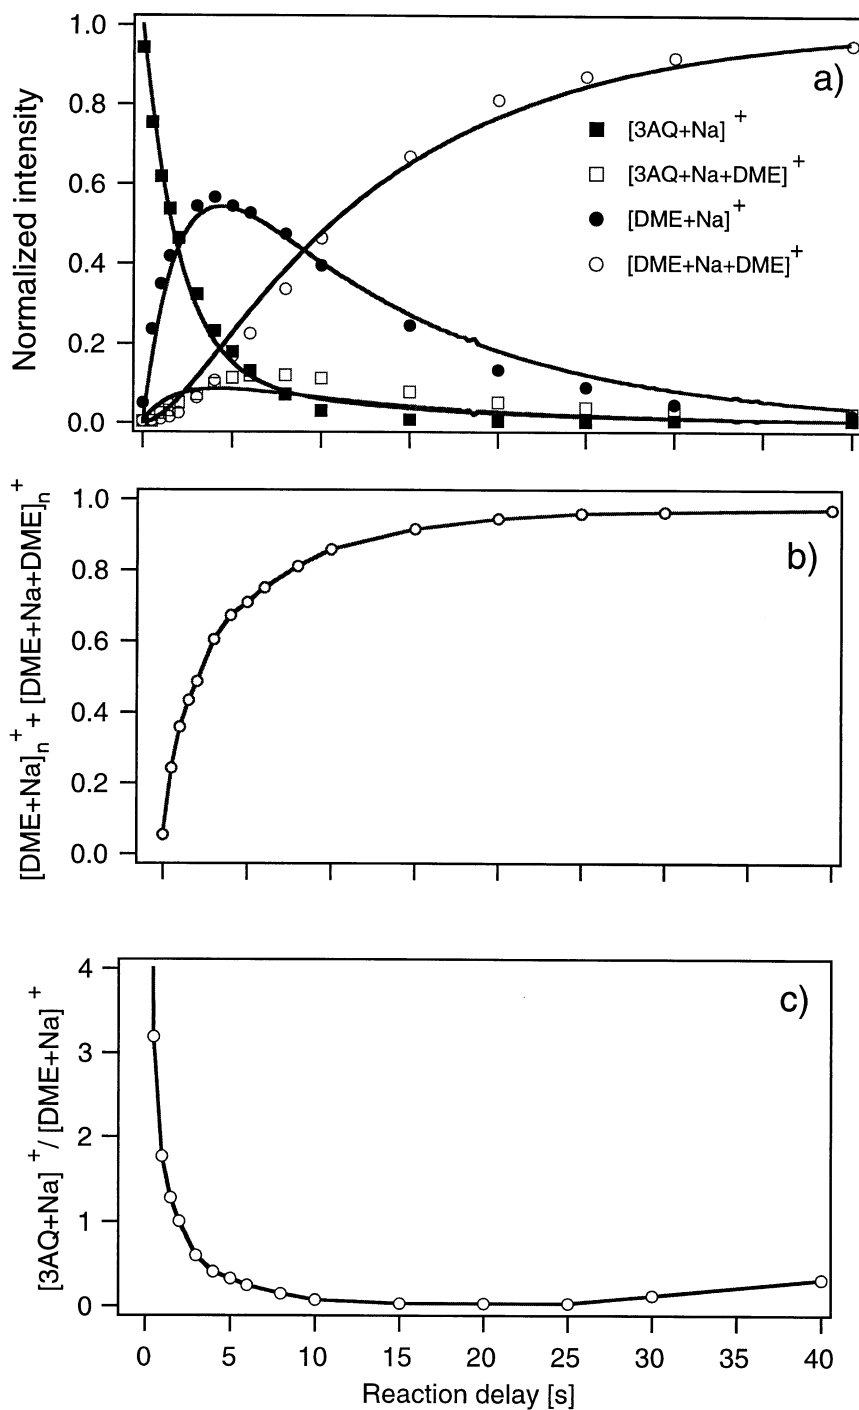 1.0
0.8
0.6
0.4
0.2
0.0
Normalized intensity
a)
[3AQ+Na]⁺
[3AQ+Na+DME]⁺
[DME+Na]⁺
[DME+Na+DME]⁺
1.0
0.8
0.6
0.4
0.2
0.0
[DME+Na]ₙ⁺ + [DME+Na+DME]ₙ⁺
b)
4
3
2
1
0
[3AQ+Na]⁺ / [DME+Na]⁺
c)
0 5 10 15 20 25 30 35 40
Reaction delay [s]